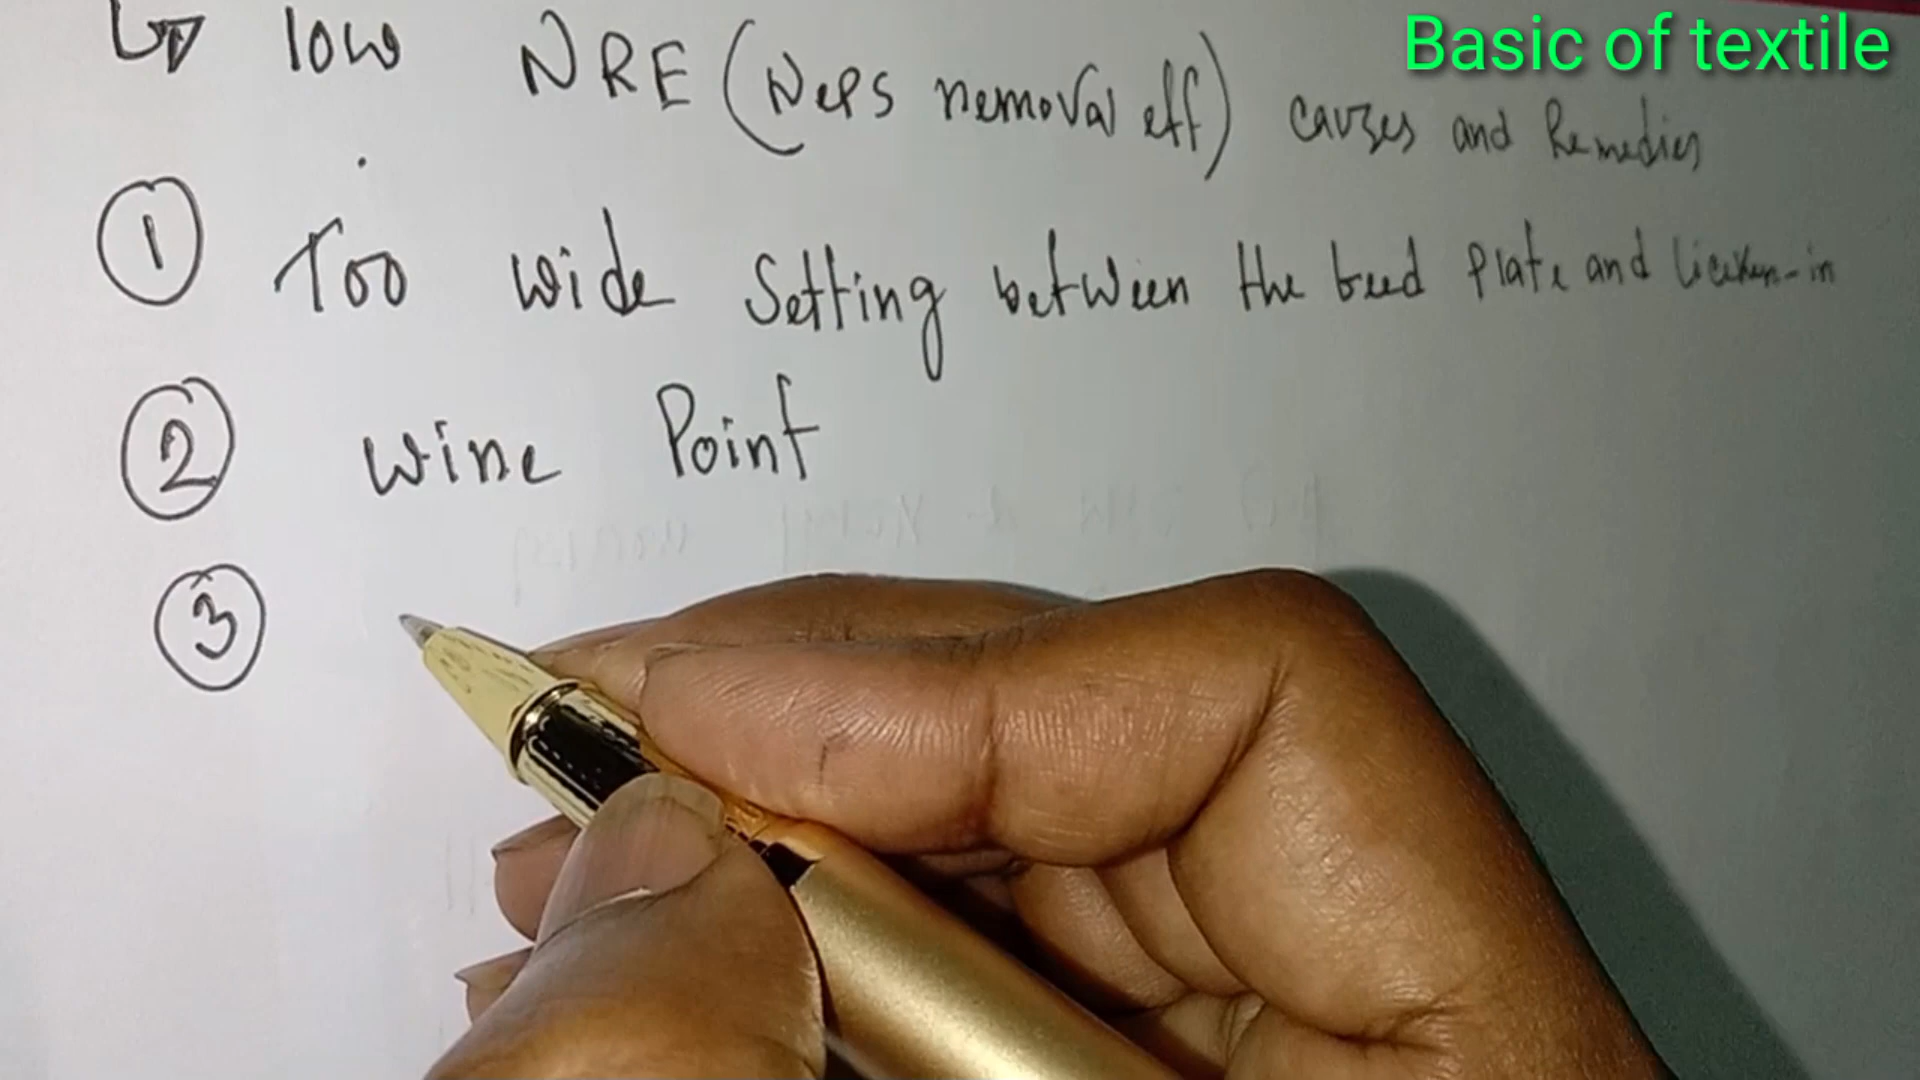 Basic of textile
low NRE (Neps removal eff) causes and Remedies
① Too wide setting between the feed plate and licker-in
② wire Point
③